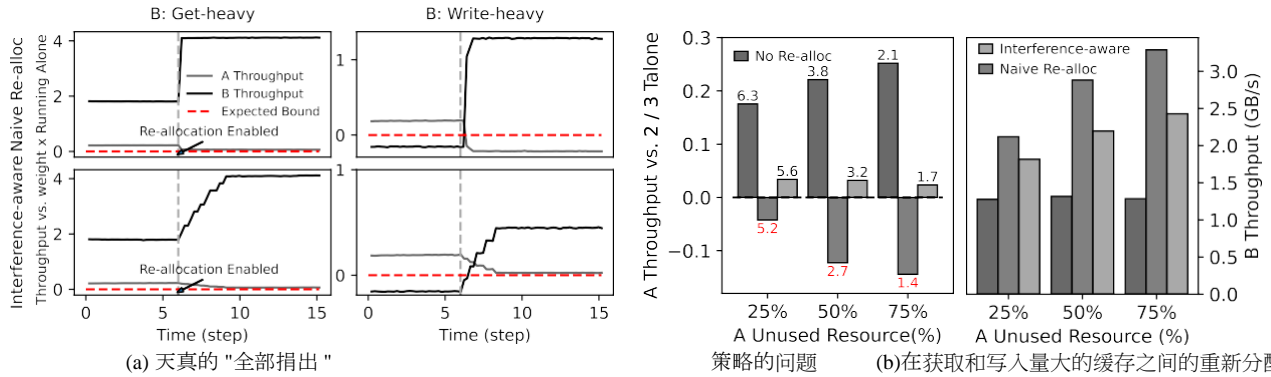 B: Get-heavy
B: Write-heavy
Interference-aware Naive Re-alloc
Throughput vs. weight x Running Alone
4
2
0
A Throughput
B Throughput
Expected Bound
Re-allocation Enabled
1
0
4
2
0
Re-allocation Enabled
1
0
0 5 10 15
0 5 10 15
Time (step)
Time (step)
A Throughput vs. 2 / 3 Talone
0.3
0.2
0.1
0.0
−0.1
No Re-alloc
6.3
5.2
5.6
3.8
2.7
3.2
2.1
1.4
1.7
25% 50% 75%
A Unused Resource(%)
Interference-aware
Naive Re-alloc
3.0
2.5
2.0
1.5
1.0
0.5
0.0
B Throughput (GB/s)
25% 50% 75%
A Unused Resource(%)
(a) 天真的 "全部捐出 " 策略的问题 (b)在获取和写入量大的缓存之间的重新分配